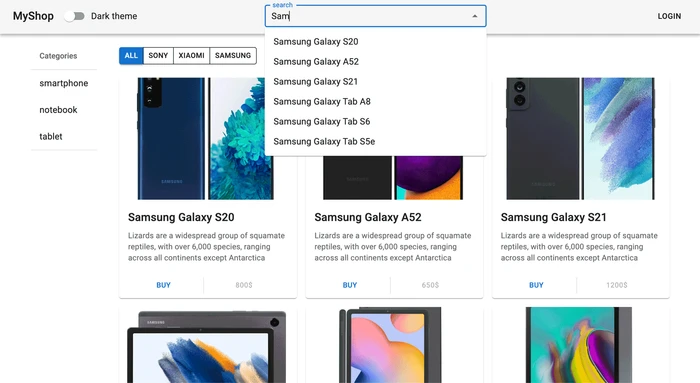 MyShop
Dark theme
search
Sam
LOGIN
Samsung Galaxy S20
Samsung Galaxy A52
Samsung Galaxy S21
Samsung Galaxy Tab A8
Samsung Galaxy Tab S6
Samsung Galaxy Tab S5e
Categories
smartphone
notebook
tablet
ALL
SONY
XIAOMI
SAMSUNG
SAMSUNG
SAMSUNG
Samsung Galaxy S20
Lizards are a widespread group of squamate
reptiles, with over 6,000 species, ranging
across all continents except Antarctica
BUY
800$
Samsung Galaxy A52
Lizards are a widespread group of squamate
reptiles, with over 6,000 species, ranging
across all continents except Antarctica
BUY
650$
Samsung Galaxy S21
Lizards are a widespread group of squamate
reptiles, with over 6,000 species, ranging
across all continents except Antarctica
BUY
1200$
SAMSUNG